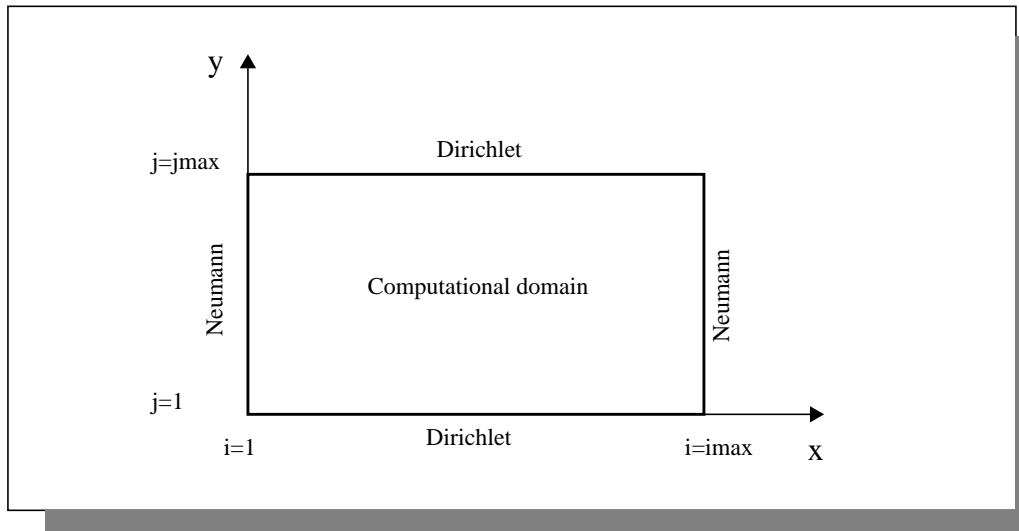 y
Dirichlet
j=jmax
Neumann
Computational domain
Neumann
j=1
Dirichlet
i=1
i=imax
x